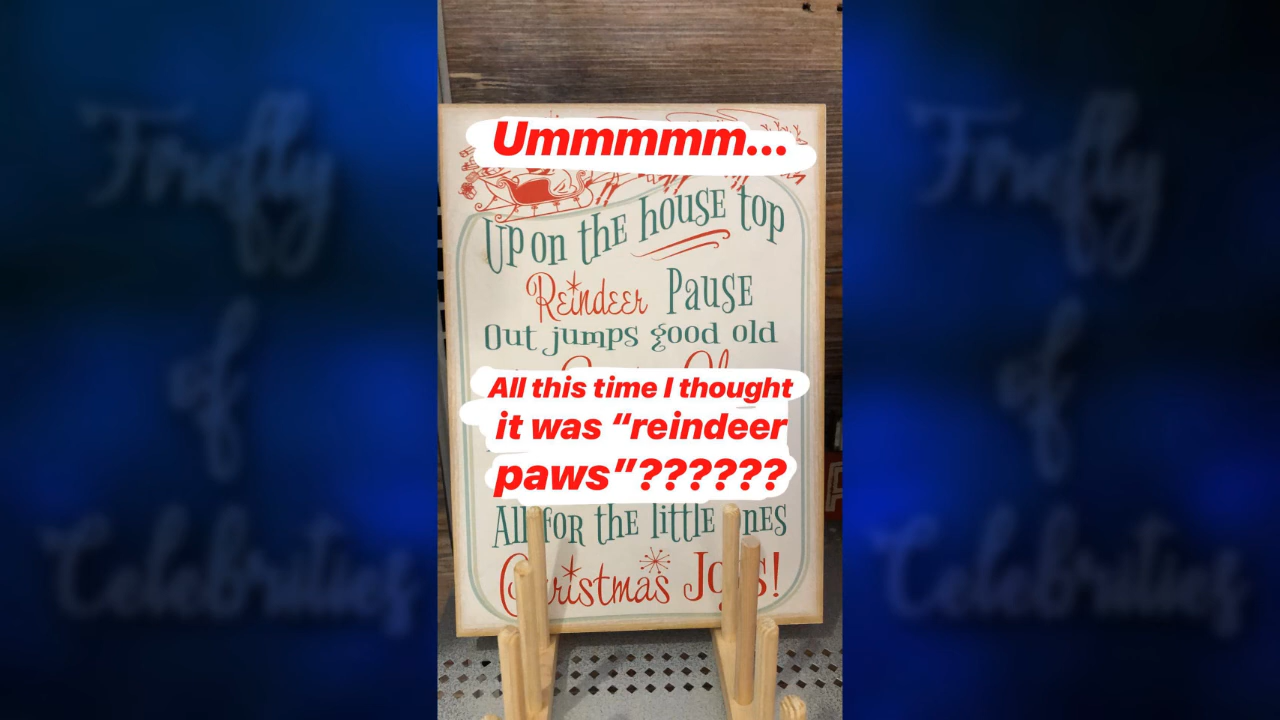 Firefly
of
Celebrities
Ummmmm...
Up on the house top
Reindeer Pause
Out jumps good old
All this time I thought
it was “reindeer
paws”??????
All for the little ones
Christmas Joys!
Firefly
of
Celebrities